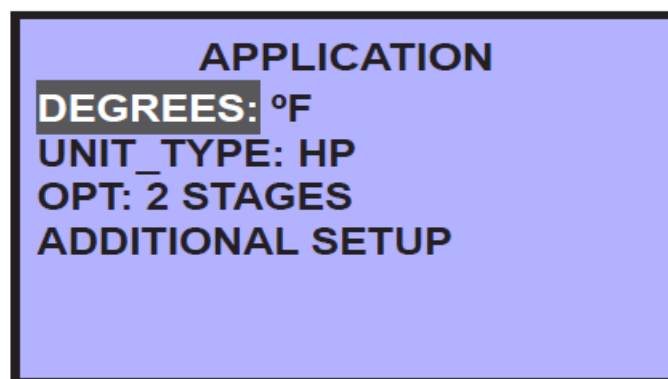 APPLICATION
DEGREES: ºF
UNIT_TYPE: HP
OPT: 2 STAGES
ADDITIONAL SETUP